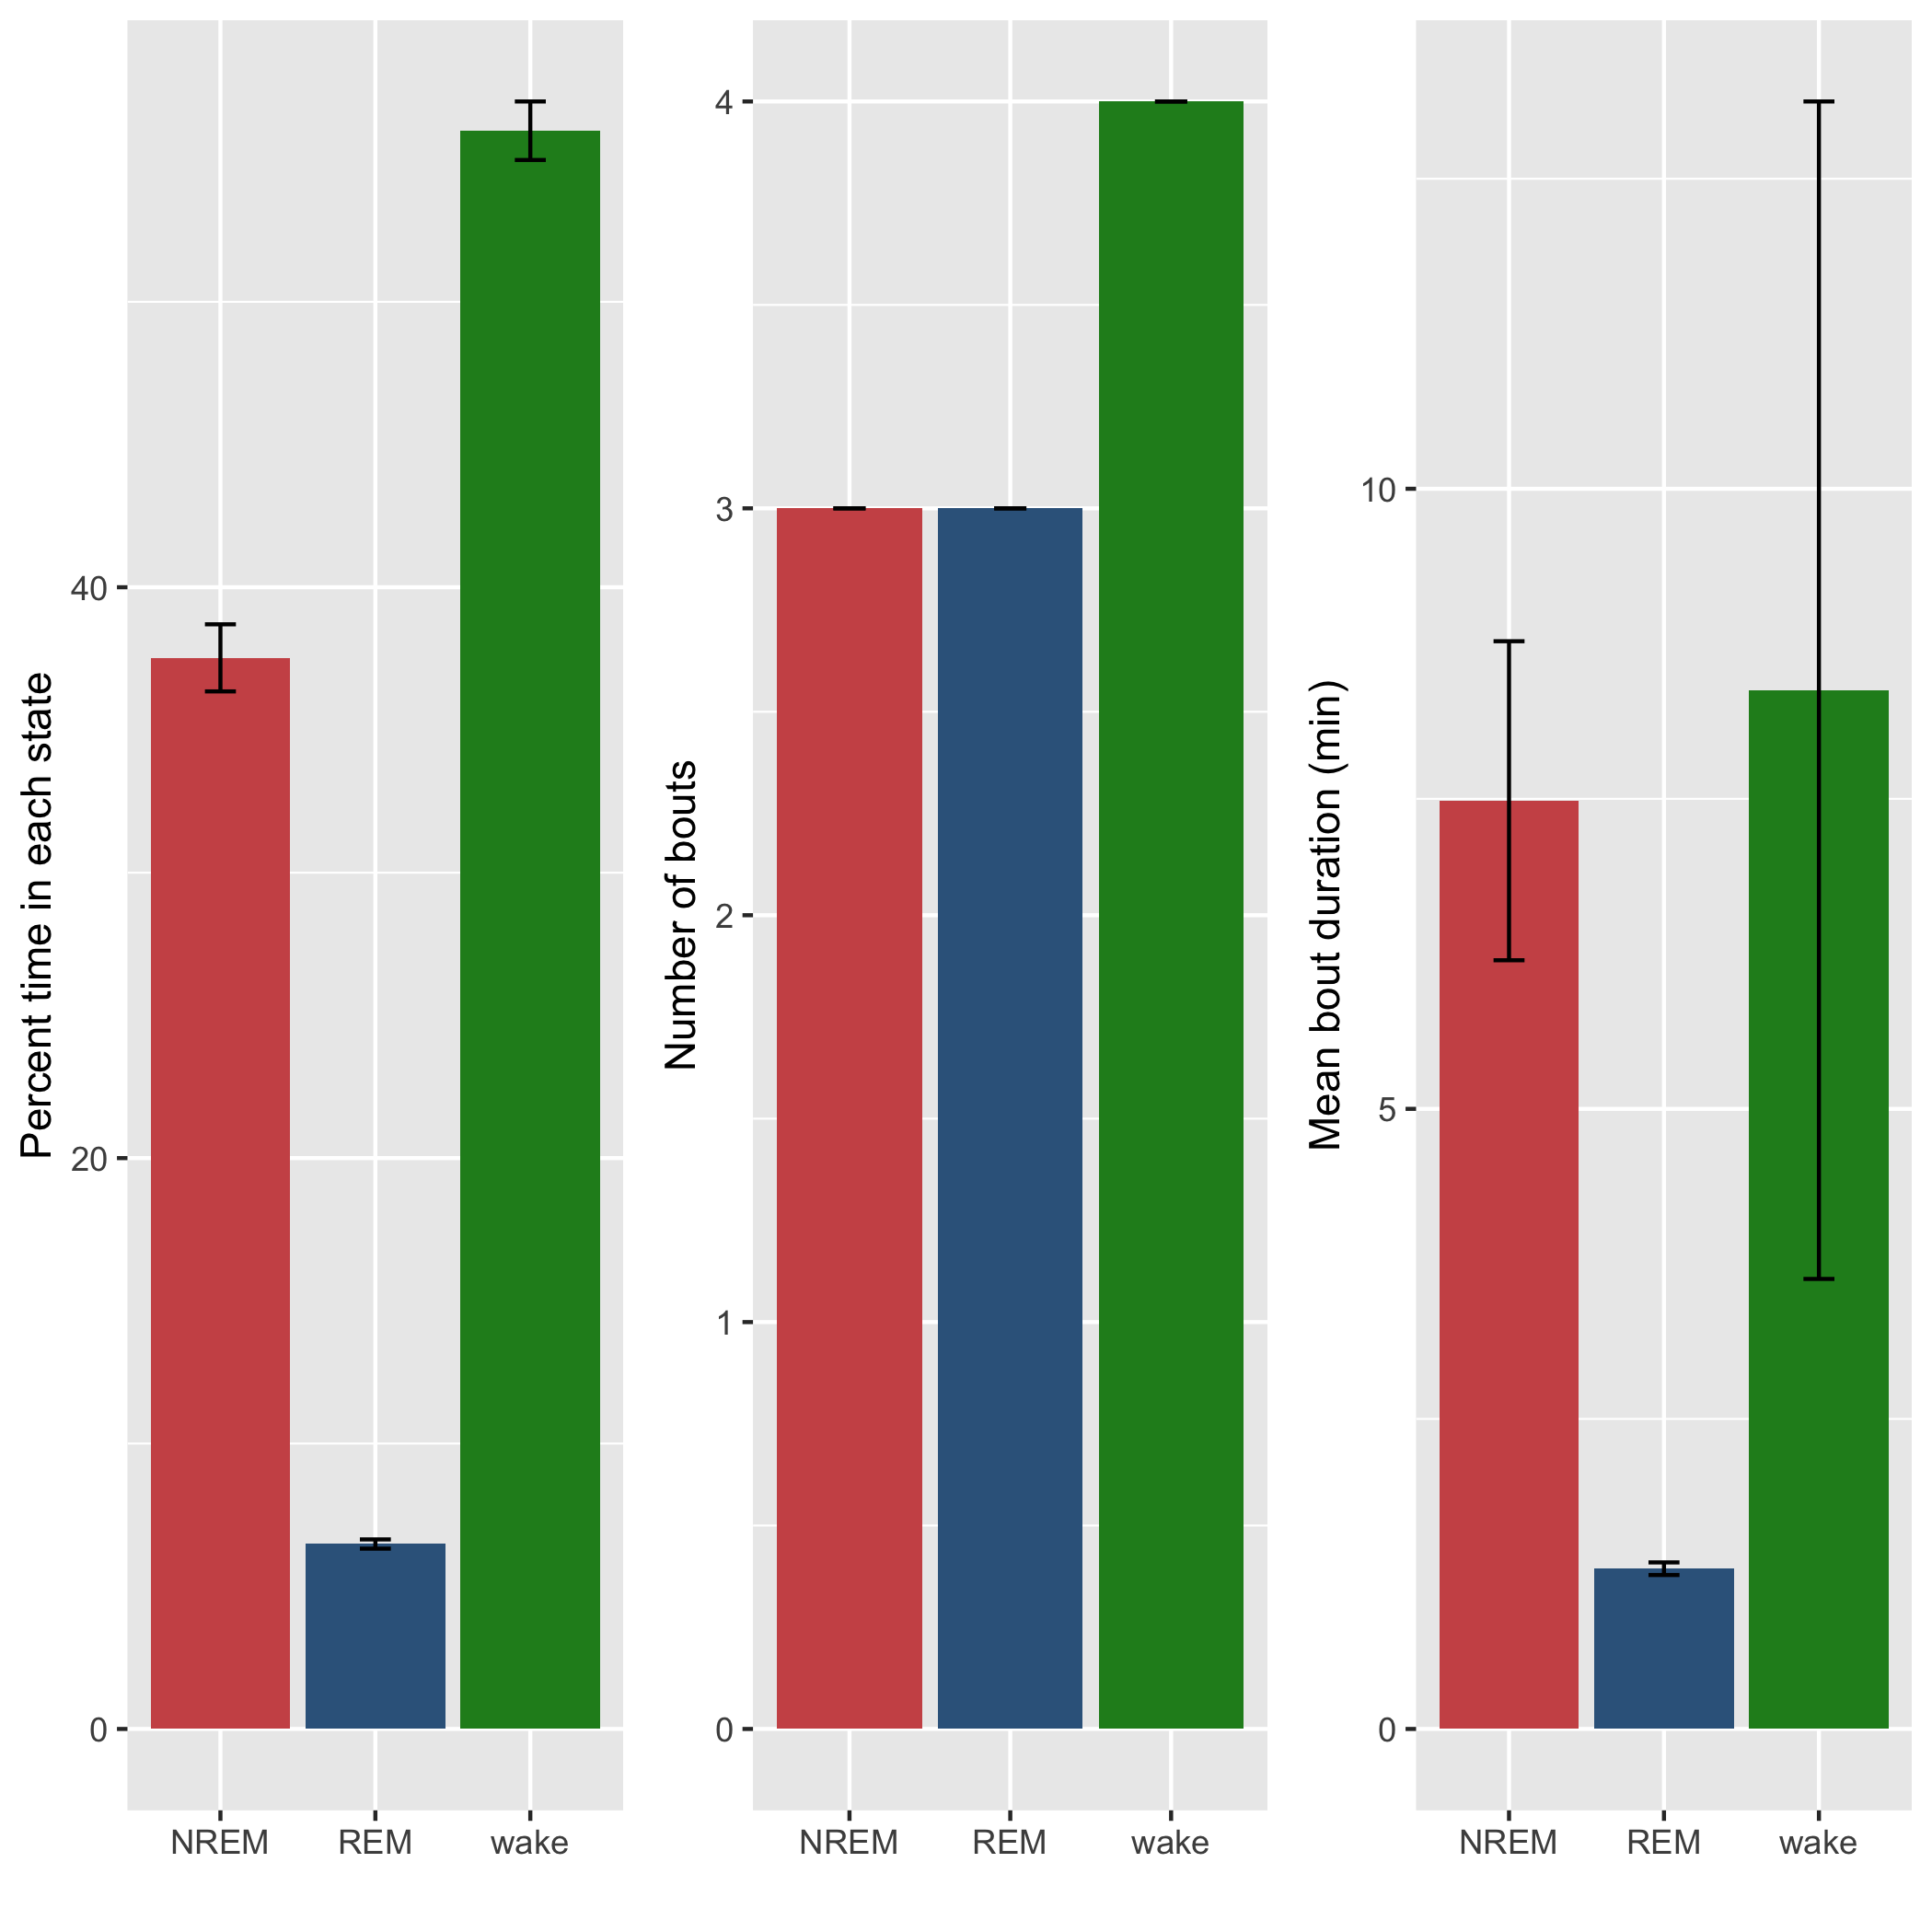 Percent time in each state
40
20
0
NREM REM wake
Number of bouts
4
3
2
1
0
NREM REM wake
Mean bout duration (min)
10
5
0
NREM REM wake